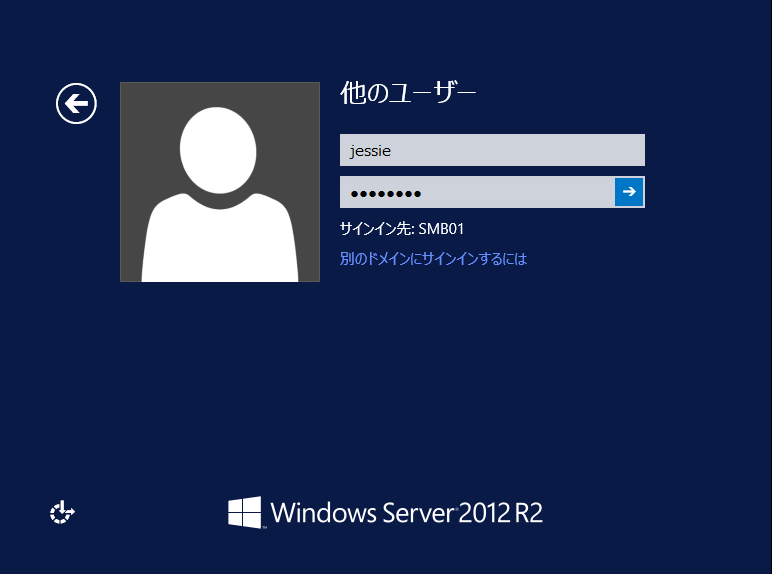 他のユーザー
jessie
●●●●●●●●
サインイン先: SMB01
別のドメインにサインインするには
Windows Server 2012 R2